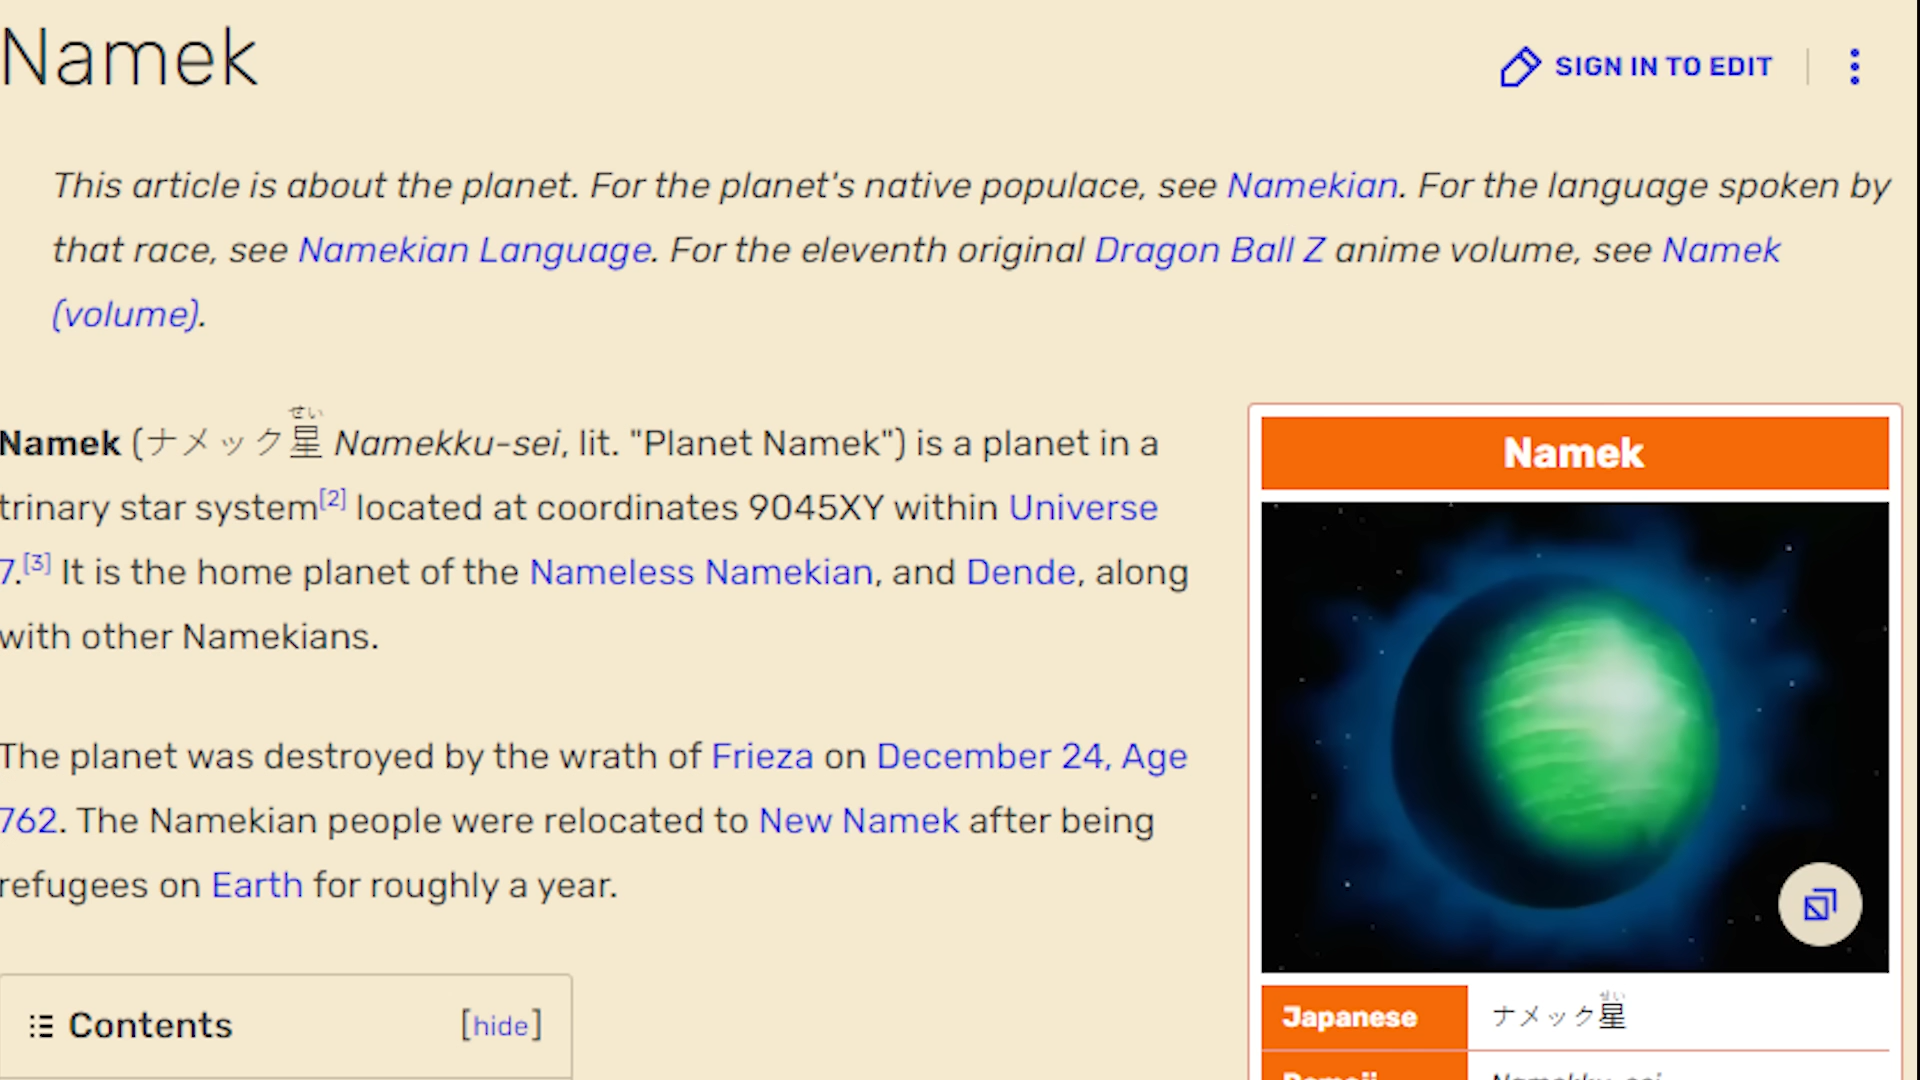 Namek
SIGN IN TO EDIT
This article is about the planet. For the planet's native populace, see Namekian. For the language spoken by
that race, see Namekian Language. For the eleventh original Dragon Ball Z anime volume, see Namek
(volume).
せい
Namek (ナメック星 Namekku-sei, lit. "Planet Namek") is a planet in a
trinary star system[2] located at coordinates 9045XY within Universe
7.[3] It is the home planet of the Nameless Namekian, and Dende, along
with other Namekians.
The planet was destroyed by the wrath of Frieza on December 24, Age
762. The Namekian people were relocated to New Namek after being
refugees on Earth for roughly a year.
Contents [hide]
Namek
せい
Japanese ナメック星
Romaji Namekku-sei